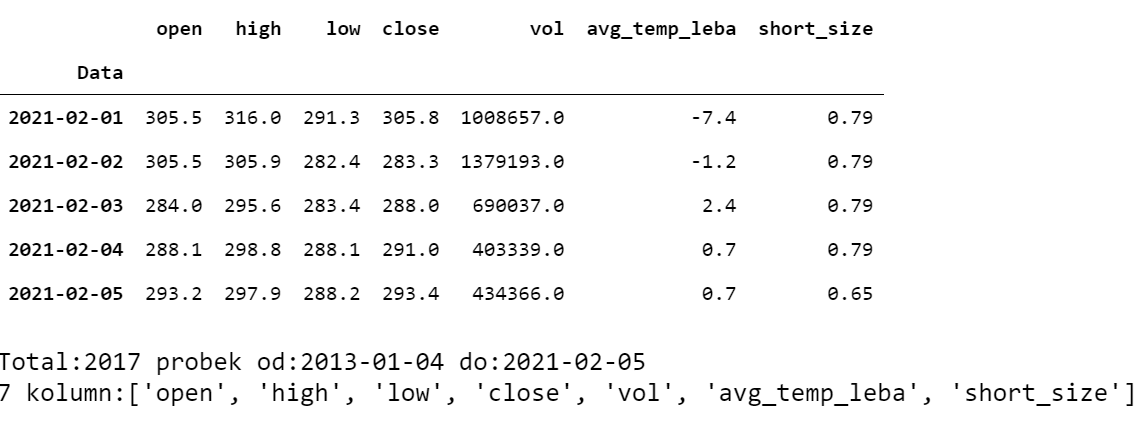 open high low close vol avg_temp_leba short_size
Data
2021-02-01 305.5 316.0 291.3 305.8 1008657.0 -7.4 0.79
2021-02-02 305.5 305.9 282.4 283.3 1379193.0 -1.2 0.79
2021-02-03 284.0 295.6 283.4 288.0 690037.0 2.4 0.79
2021-02-04 288.1 298.8 288.1 291.0 403339.0 0.7 0.79
2021-02-05 293.2 297.9 288.2 293.4 434366.0 0.7 0.65
Total:2017 probek od:2013-01-04 do:2021-02-05
7 kolumn:['open', 'high', 'low', 'close', 'vol', 'avg_temp_leba', 'short_size']